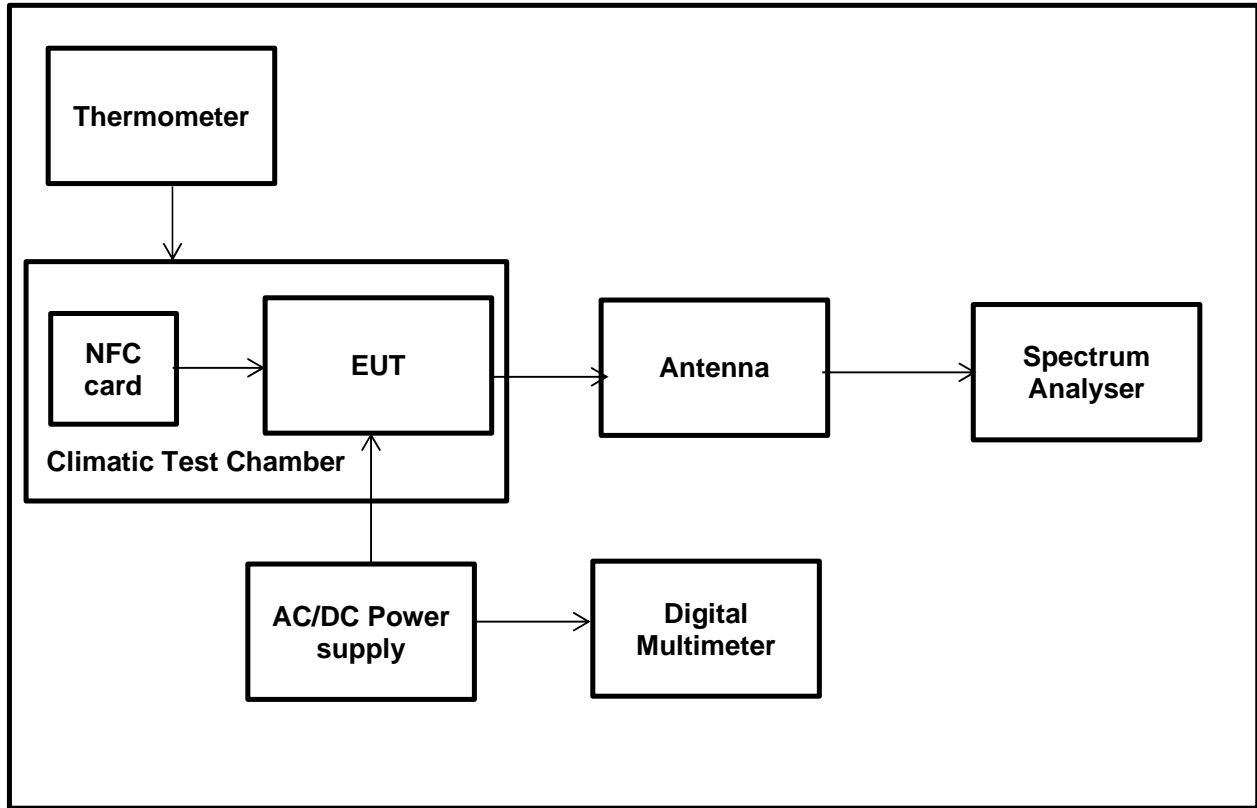 Thermometer
NFC
card
EUT
Antenna
Spectrum
Analyser
Climatic Test Chamber
AC/DC Power
supply
Digital
Multimeter